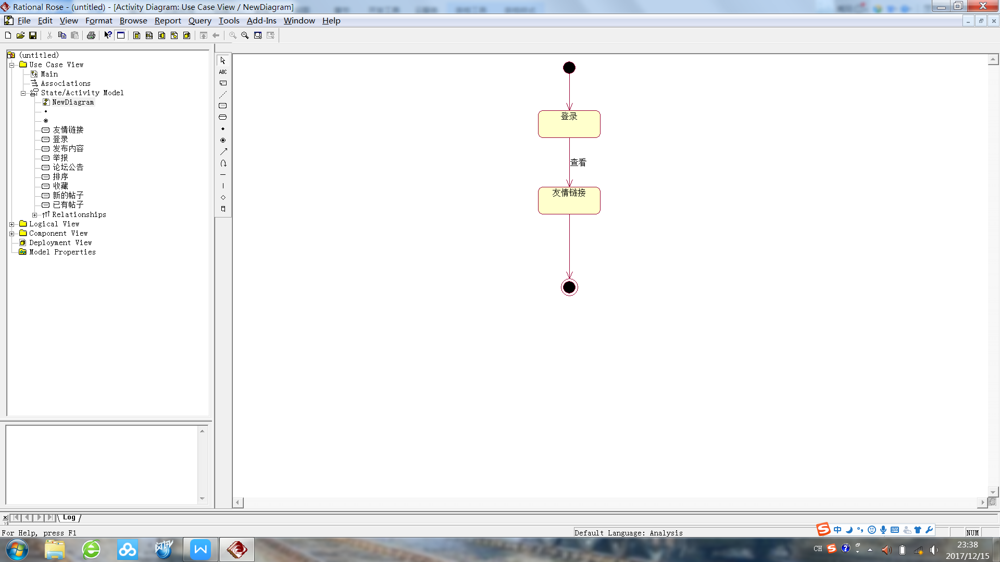 Rational Rose - (untitled) - [Activity Diagram: Use Case View / NewDiagram]
File Edit View Format Browse Report Query Tools Add-Ins Window Help
(untitled)
Use Case View
Main
Associations
State/Activity Model
NewDiagram
友情链接
登录
发布内容
举报
论坛公告
排序
收藏
新的帖子
已有帖子
Relationships
Logical View
Component View
Deployment View
Model Properties
ABC
登录
查看
友情链接
Log
For Help, press F1
Default Language: Analysis
中
NUM
CH
23:38
2017/12/15